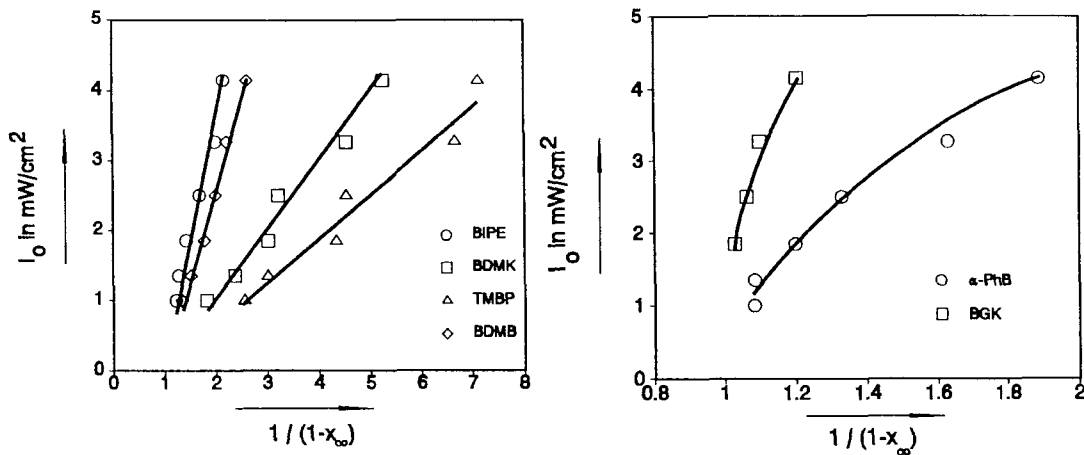 5
4
3
2
1
0
I₀ in mW/cm²
0 1 2 3 4 5 6 7 8
1 / (1-x∞)
BIPE
BDMK
TMBP
BDMB
5
4
3
2
1
0
I₀ in mW/cm²
0.8 1 1.2 1.4 1.6 1.8 2
1 / (1-x∞)
α-PhB
BGK